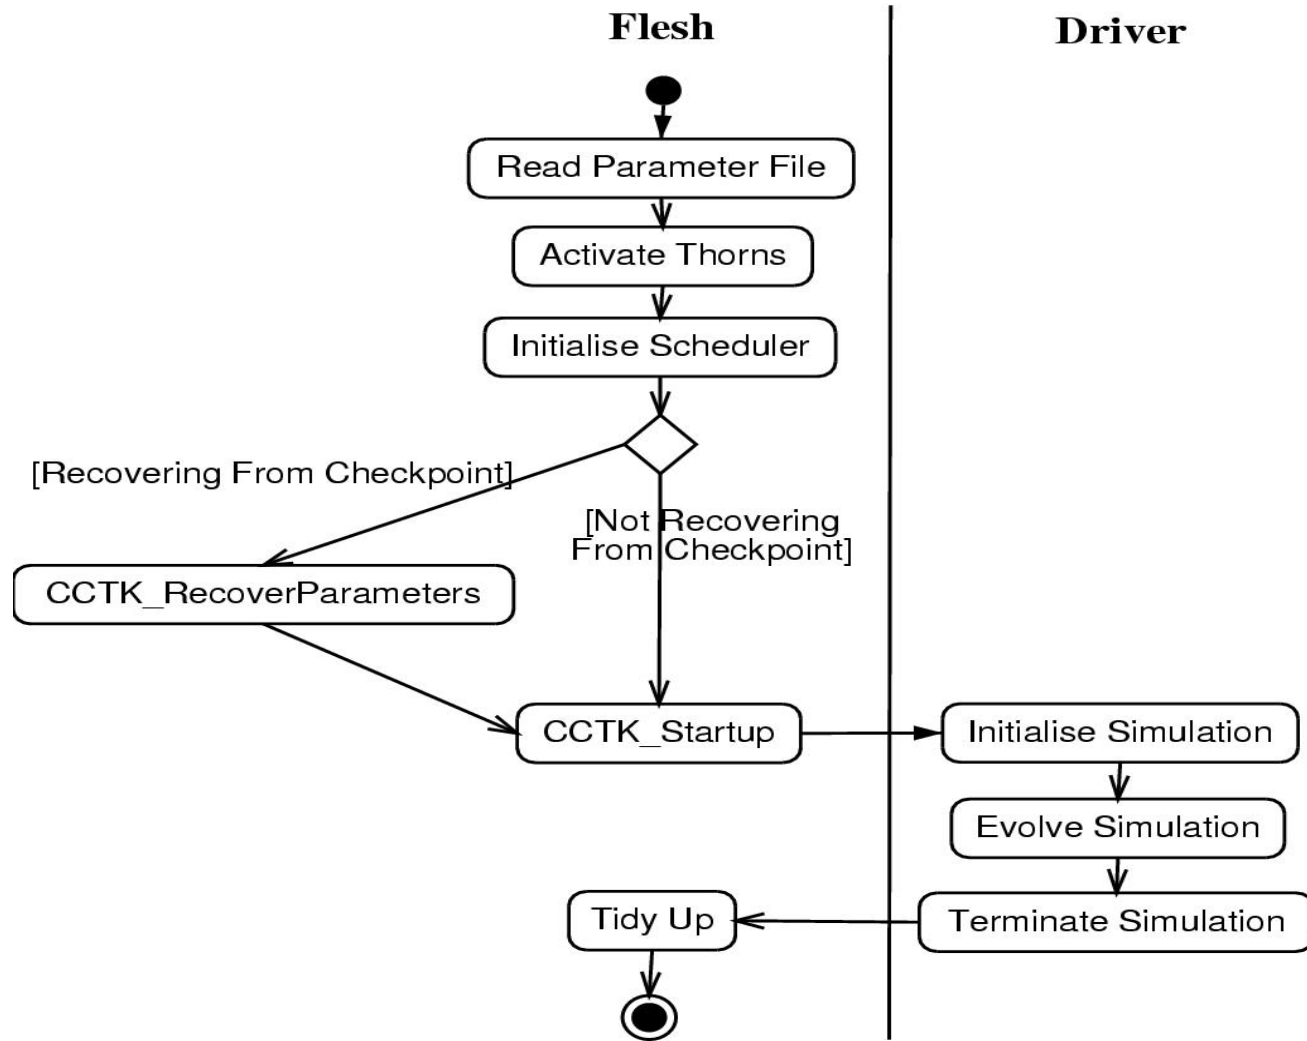 Flesh
Driver
Read Parameter File
Activate Thorns
Initialise Scheduler
[Recovering From Checkpoint]
[Not Recovering
From Checkpoint]
CCTK_RecoverParameters
CCTK_Startup
Initialise Simulation
Evolve Simulation
Tidy Up
Terminate Simulation